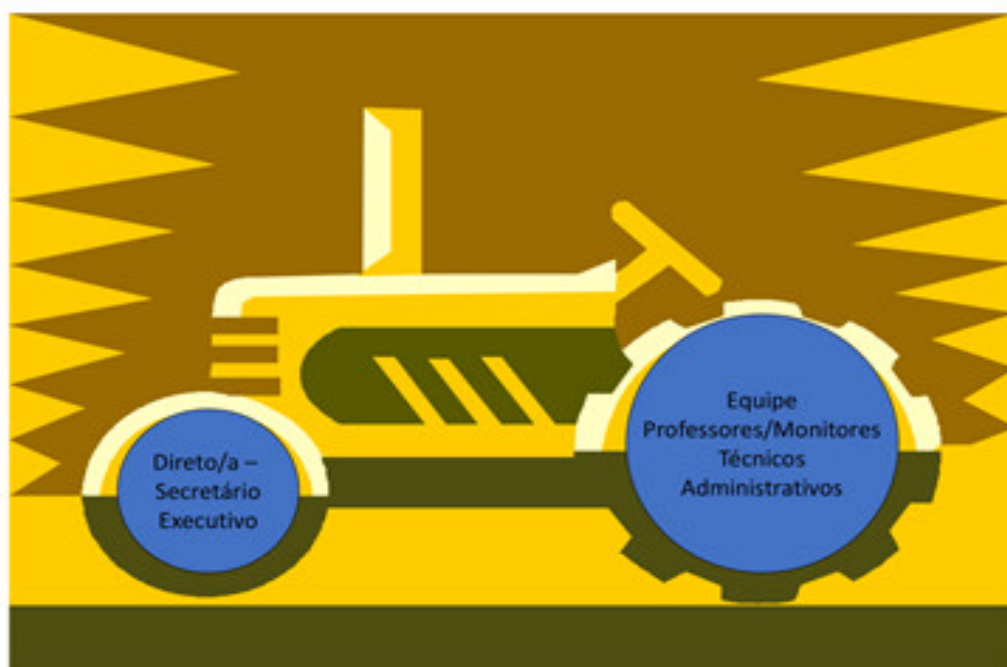 Direto/a –
Secretário
Executivo
Equipe
Professores/Monitores
Técnicos
Administrativos